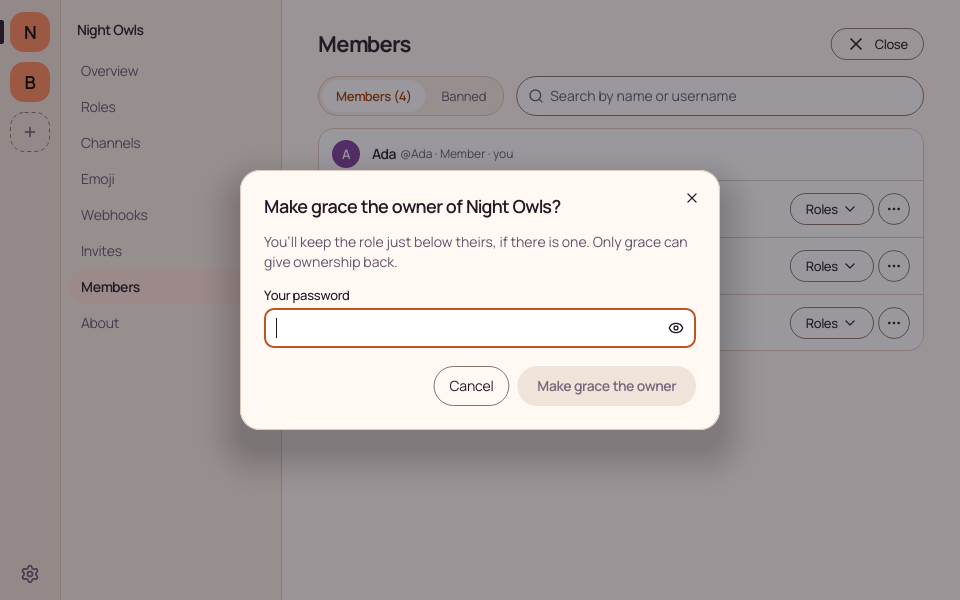 N
Night Owls
Members
Close
B
Overview
Members (4)
Banned
Search by name or username
Roles
Channels
A
Ada @Ada · Member · you
Emoji
Webhooks
Invites
Members
About
Roles
Roles
Roles
Make grace the owner of Night Owls?
You'll keep the role just below theirs, if there is one. Only grace can
give ownership back.
Your password
Cancel
Make grace the owner